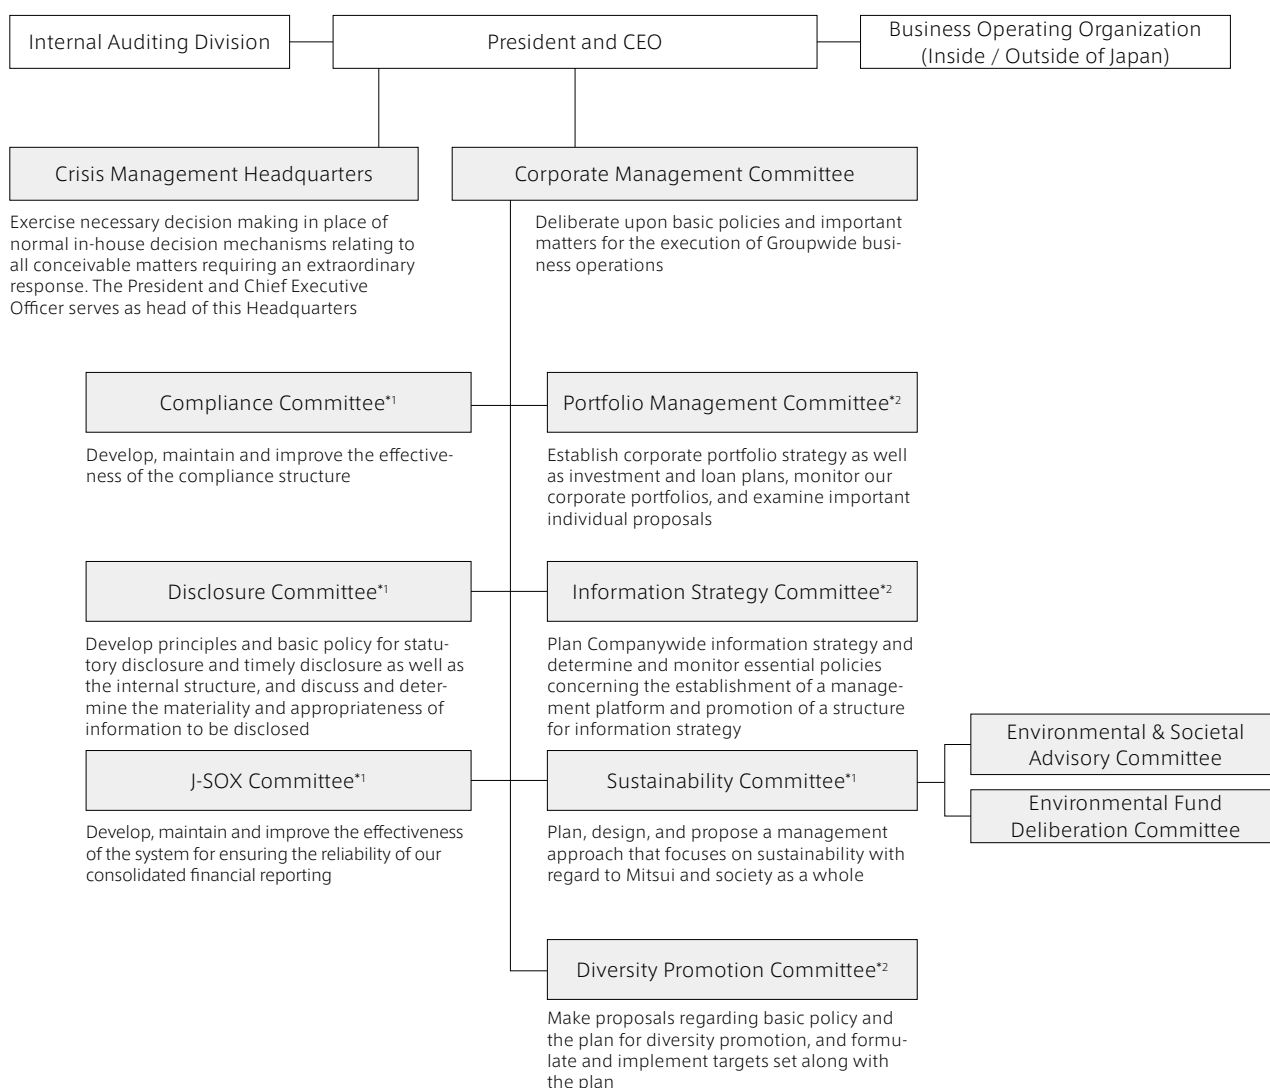 Internal Auditing Division
President and CEO
Business Operating Organization
(Inside / Outside of Japan)
Crisis Management Headquarters
Exercise necessary decision making in place of
normal in-house decision mechanisms relating to
all conceivable matters requiring an extraordinary
response. The President and Chief Executive
Officer serves as head of this Headquarters
Corporate Management Committee
Deliberate upon basic policies and important
matters for the execution of Groupwide busi-
ness operations
Compliance Committee*1
Develop, maintain and improve the effective-
ness of the compliance structure
Portfolio Management Committee*2
Establish corporate portfolio strategy as well
as investment and loan plans, monitor our
corporate portfolios, and examine important
individual proposals
Disclosure Committee*1
Develop principles and basic policy for statu-
tory disclosure and timely disclosure as well as
the internal structure, and discuss and deter-
mine the materiality and appropriateness of
information to be disclosed
Information Strategy Committee*2
Plan Companywide information strategy and
determine and monitor essential policies
concerning the establishment of a manage-
ment platform and promotion of a structure
for information strategy
J-SOX Committee*1
Develop, maintain and improve the effectiveness
of the system for ensuring the reliability of our
consolidated financial reporting
Sustainability Committee*1
Plan, design, and propose a management
approach that focuses on sustainability with
regard to Mitsui and society as a whole
Environmental & Societal
Advisory Committee
Environmental Fund
Deliberation Committee
Diversity Promotion Committee*2
Make proposals regarding basic policy and
the plan for diversity promotion, and formu-
late and implement targets set along with
the plan